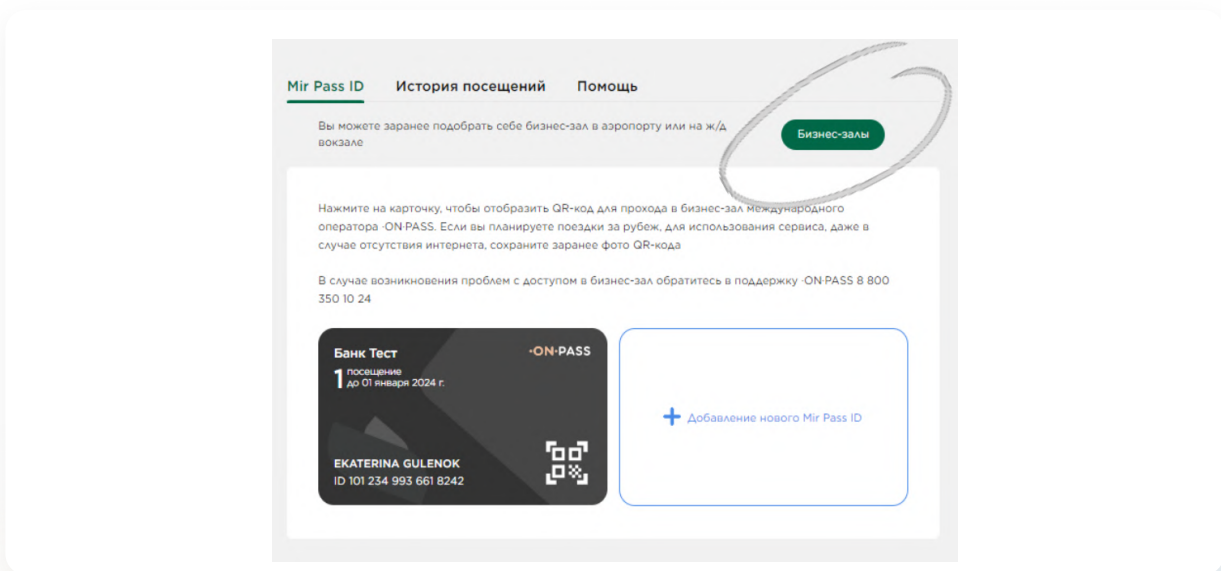 Mir Pass ID История посещений Помощь
Вы можете заранее подобрать себе бизнес-зал в аэропорту или на ж/д
вокзале
Бизнес-залы
Нажмите на карточку, чтобы отобразить QR-код для прохода в бизнес-зал международного
оператора ·ON·PASS. Если вы планируете поездки за рубеж, для использования сервиса, даже в
случае отсутствия интернета, сохраните заранее фото QR-кода
В случае возникновения проблем с доступом в бизнес-зал обратитесь в поддержку ·ON·PASS 8 800
350 10 24
Банк Тест
·ON·PASS
1 посещение
до 01 января 2024 г.
EKATERINA GULENOK
ID 101 234 993 661 8242
Добавление нового Mir Pass ID